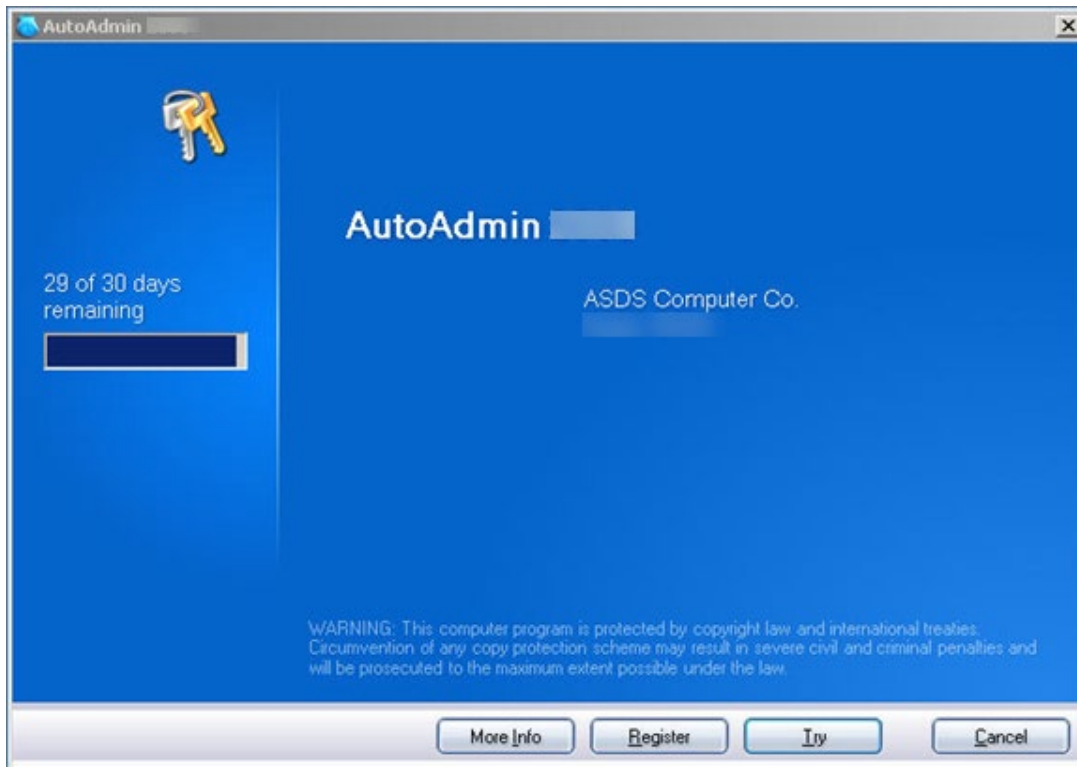 AutoAdmin
AutoAdmin
29 of 30 days
remaining
ASDS Computer Co.
WARNING: This computer program is protected by copyright law and international treaties.
Circumvention of any copy protection scheme may result in severe civil and criminal penalties and
will be prosecuted to the maximum extent possible under the law.
More Info
Register
Try
Cancel